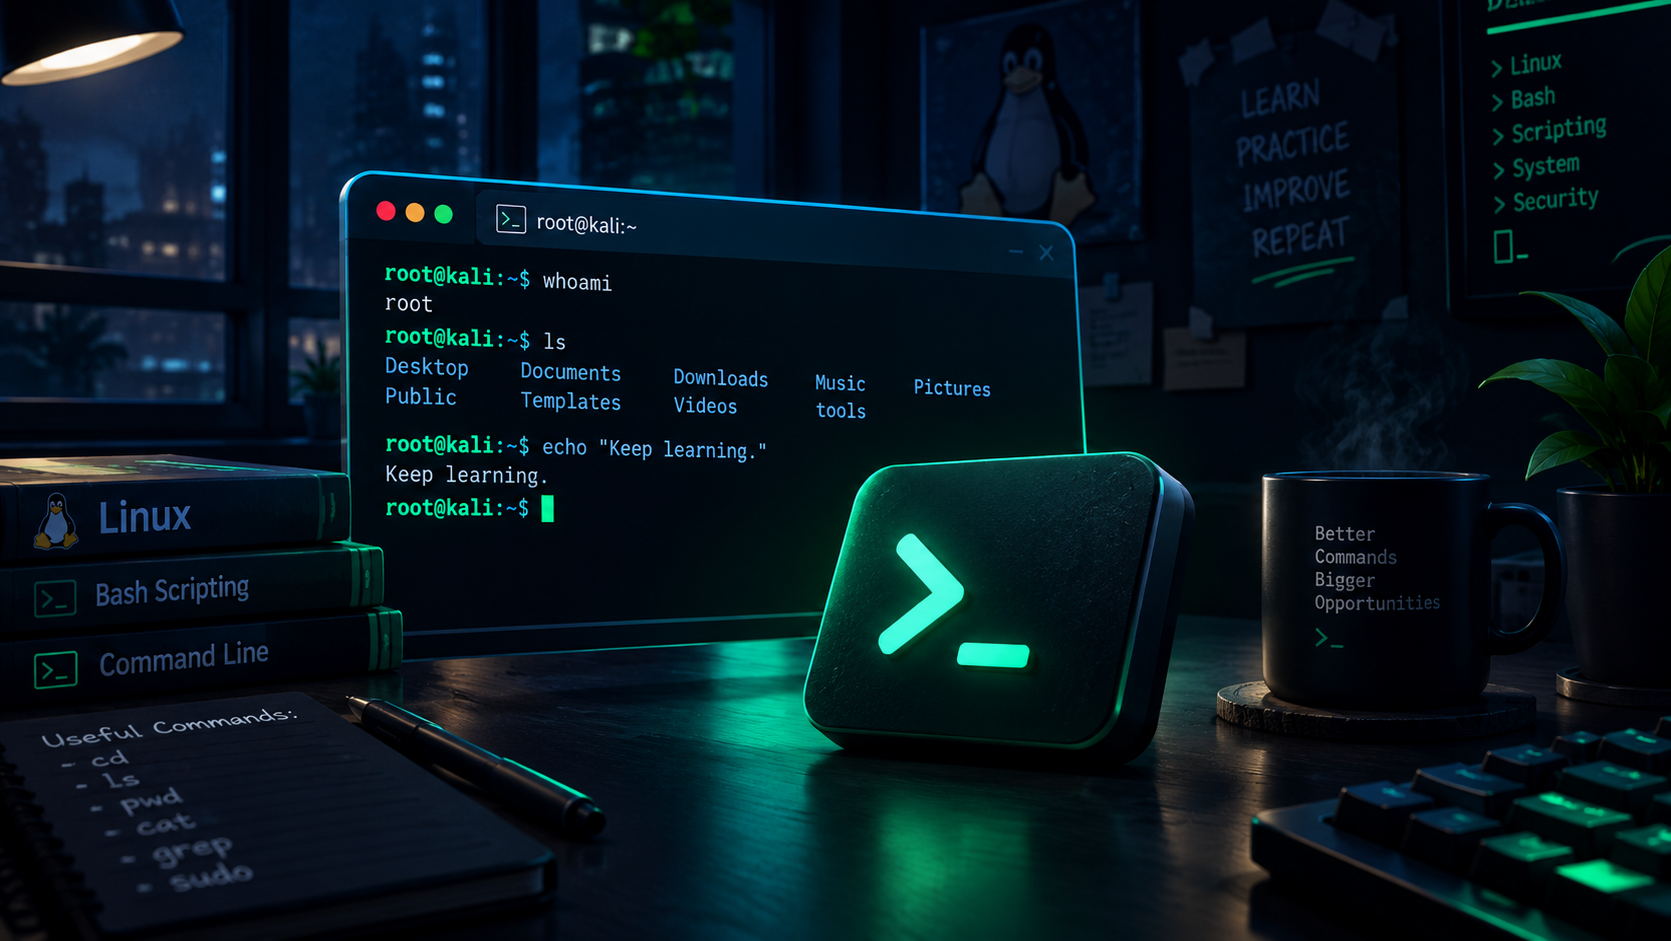 >_ root@kali:~
root@kali:~$ whoami
root
root@kali:~$ ls
Desktop Documents Downloads Music Pictures
Public Templates Videos tools
root@kali:~$ echo "Keep learning."
Keep learning.
root@kali:~$
>_
Linux
>_ Bash Scripting
>_ Command Line
Useful Commands:
- cd
- ls
- pwd
- cat
- grep
- sudo
LEARN
PRACTICE
IMPROVE
REPEAT
> Linux
> Bash
> Scripting
> System
> Security
Better
Commands
Bigger
Opportunities
>_